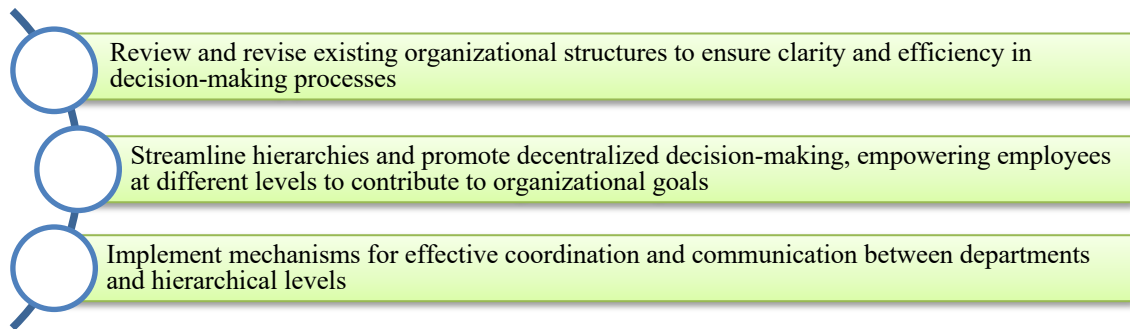 Review and revise existing organizational structures to ensure clarity and efficiency in
decision-making processes
Streamline hierarchies and promote decentralized decision-making, empowering employees
at different levels to contribute to organizational goals
Implement mechanisms for effective coordination and communication between departments
and hierarchical levels